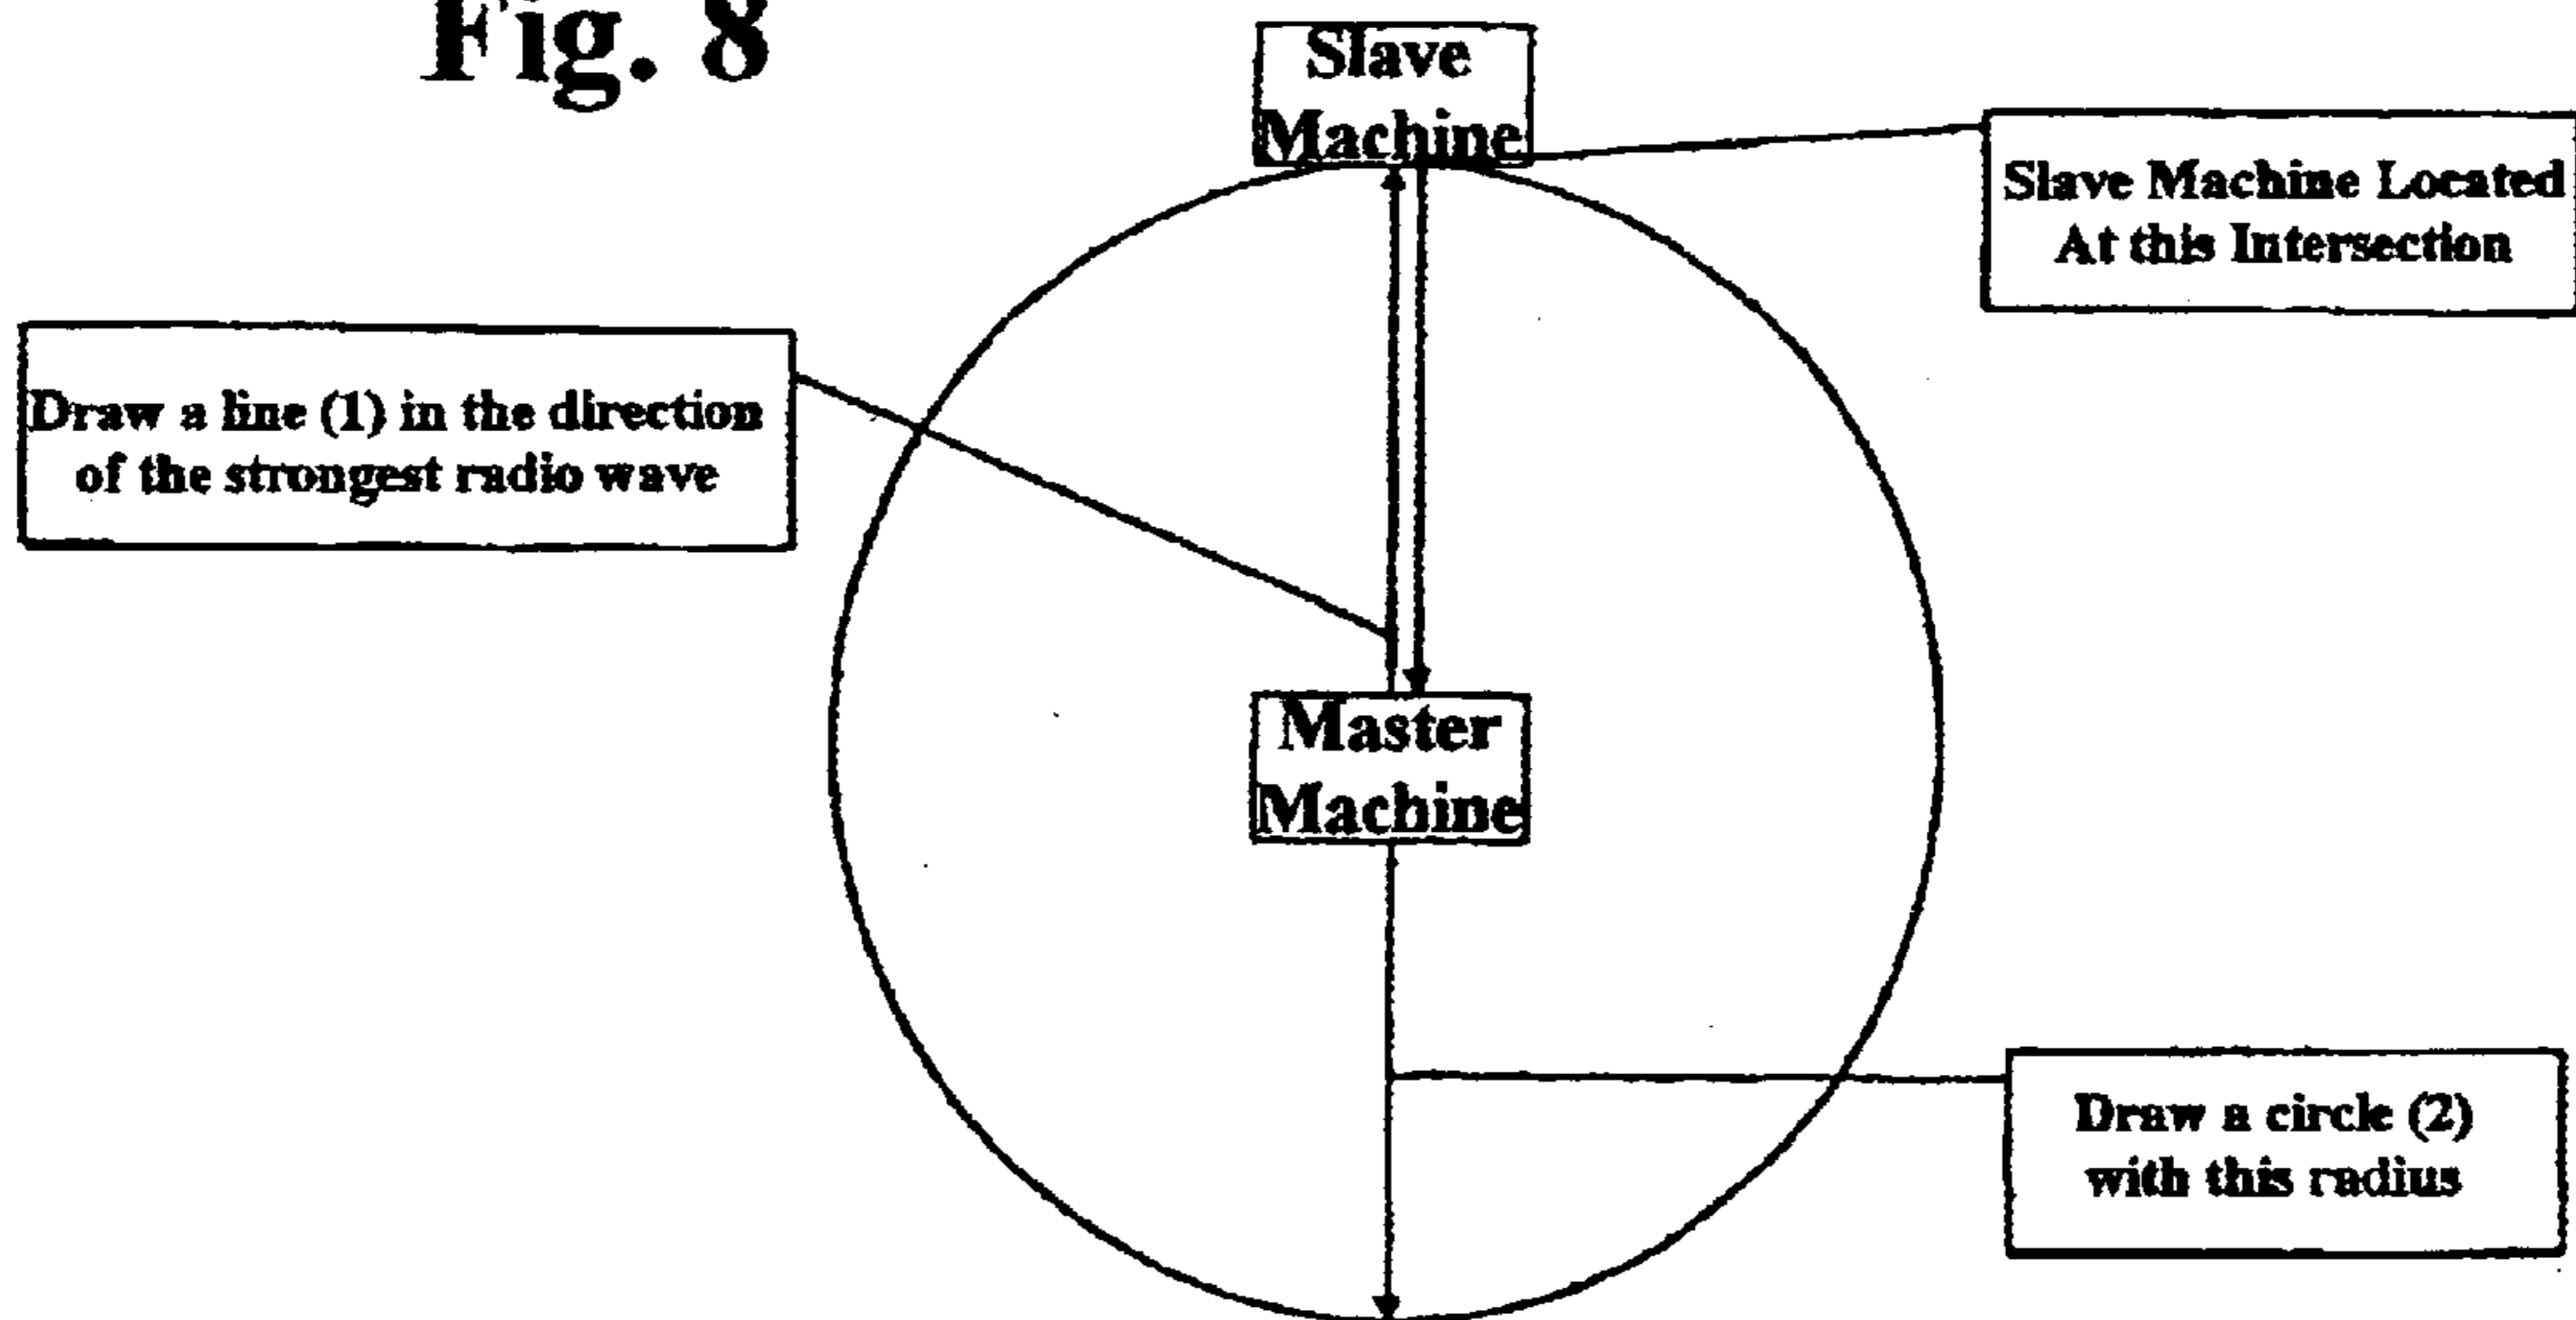 Fig. 8
Slave
Machine
Slave Machine Located
At this Intersection
Draw a line (1) in the direction
of the strongest radio wave
Master
Machine
Draw a circle (2)
with this radius